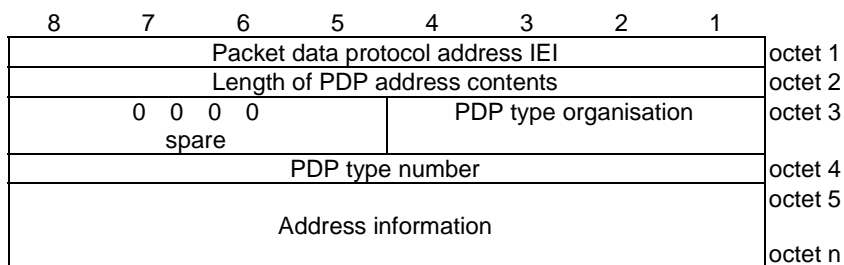 8 7 6 5 4 3 2 1
Packet data protocol address IEI octet 1
Length of PDP address contents octet 2
0 0 0 0 PDP type organisation octet 3
spare
PDP type number octet 4
octet 5
Address information
octet n